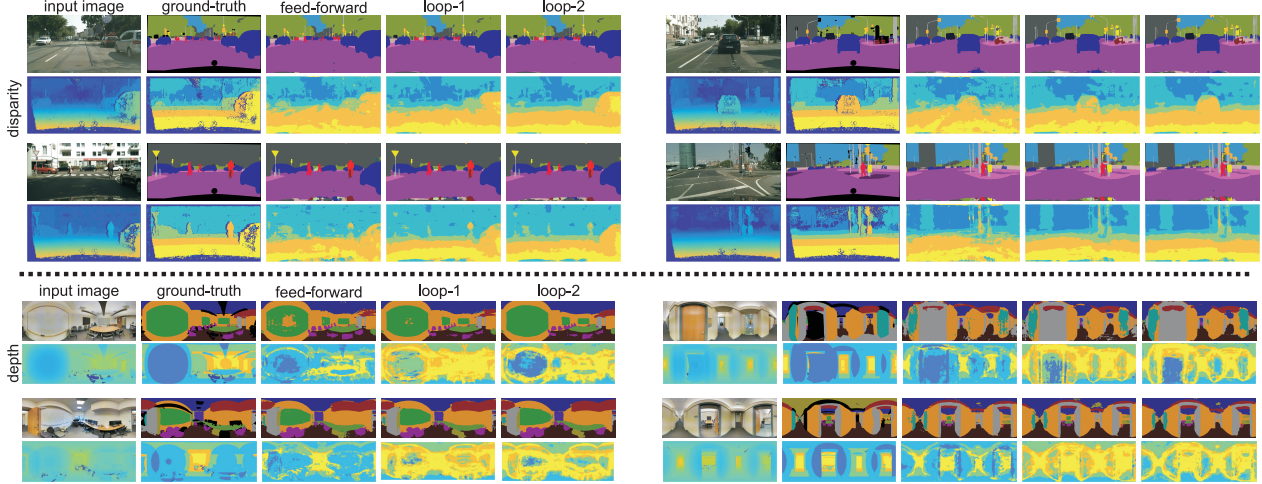 input image ground-truth feed-forward loop-1 loop-2
disparity
input image ground-truth feed-forward loop-1 loop-2
depth